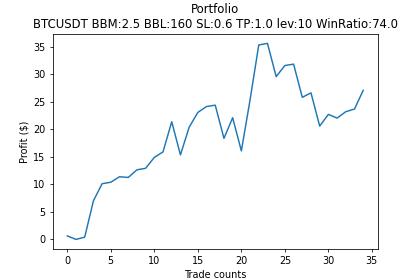 Portfolio
BTCUSDT BBM:2.5 BBL:160 SL:0.6 TP:1.0 lev:10 WinRatio:74.0
Profit ($)
35
30
25
20
15
10
5
0
0 5 10 15 20 25 30 35
Trade counts